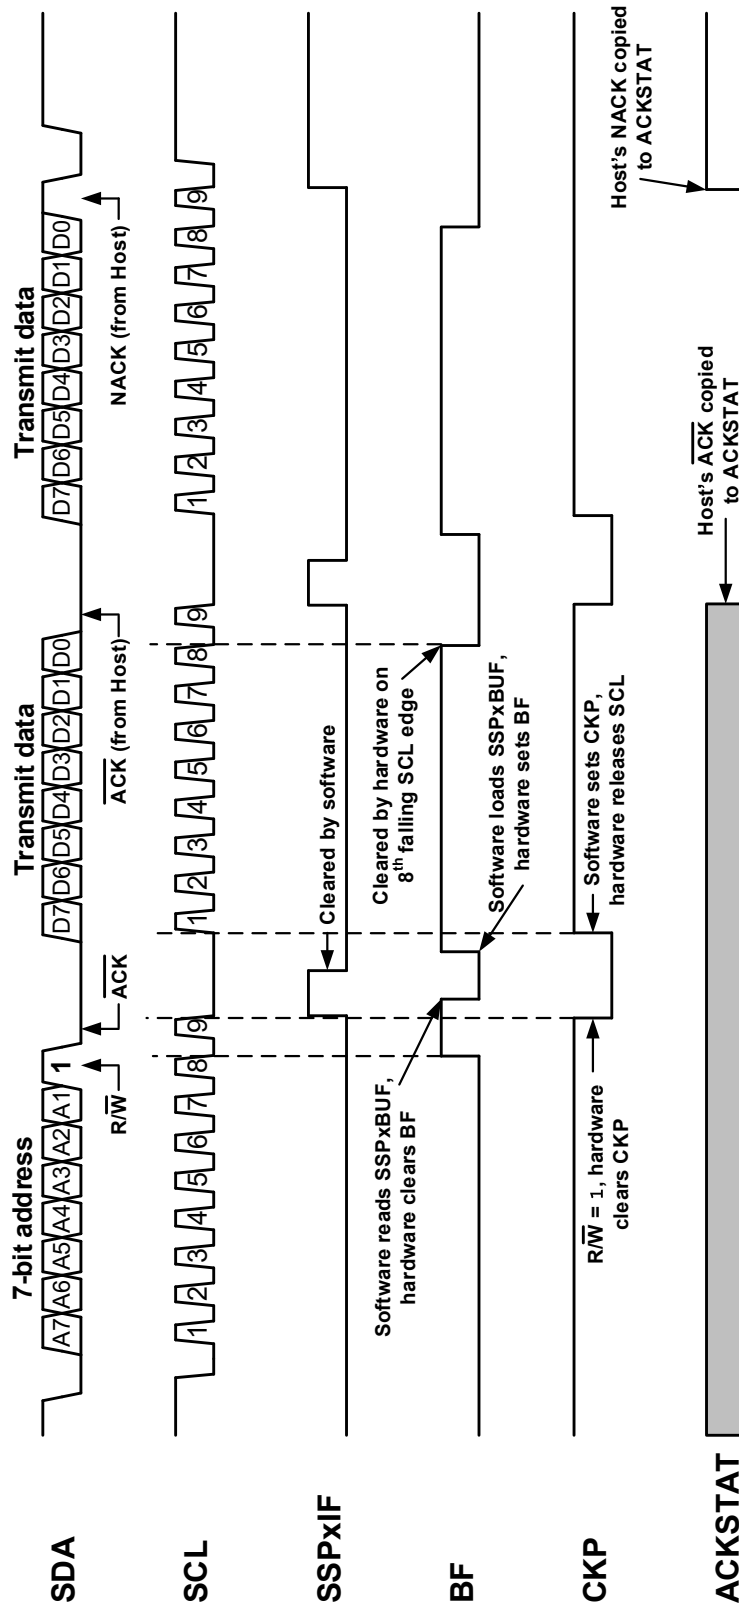 7-bit address
Transmit data
Transmit data
SDA
A7 A6 A5 A4 A3 A2 A1 1
D7 D6 D5 D4 D3 D2 D1 D0
D7 D6 D5 D4 D3 D2 D1 D0
R/W̅
A̅C̅K̅
A̅C̅K̅ (from Host)
NACK (from Host)
SCL
1 2 3 4 5 6 7 8 9
1 2 3 4 5 6 7 8 9
1 2 3 4 5 6 7 8 9
SSPxIF
Cleared by software
Software reads SSPxBUF,
hardware clears BF
Cleared by hardware on
8th falling SCL edge
BF
Software loads SSPxBUF,
hardware sets BF
CKP
R/W̅ = 1, hardware
clears CKP
Software sets CKP,
hardware releases SCL
Host's A̅C̅K̅ copied
to ACKSTAT
Host's NACK copied
to ACKSTAT
ACKSTAT